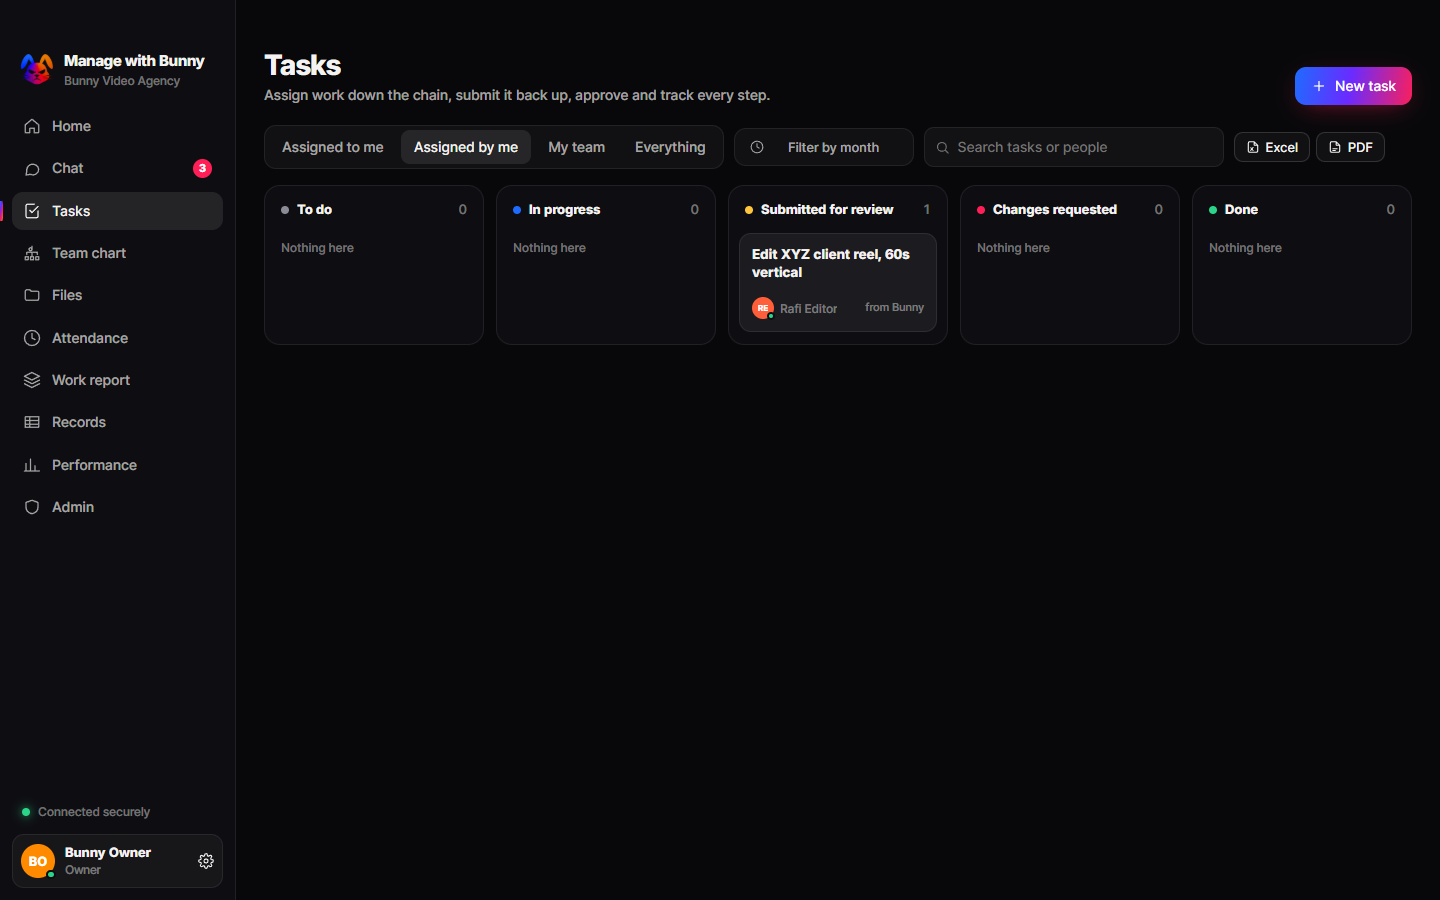 Manage with Bunny
Bunny Video Agency
Home
Chat
3
Tasks
Team chart
Files
Attendance
Work report
Records
Performance
Admin
Connected securely
BO
Bunny Owner
Owner
Tasks
Assign work down the chain, submit it back up, approve and track every step.
New task
Assigned to me
Assigned by me
My team
Everything
Filter by month
Search tasks or people
Excel
PDF
To do
0
Nothing here
In progress
0
Nothing here
Submitted for review
1
Edit XYZ client reel, 60s
vertical
RE
Rafi Editor
from Bunny
Changes requested
0
Nothing here
Done
0
Nothing here